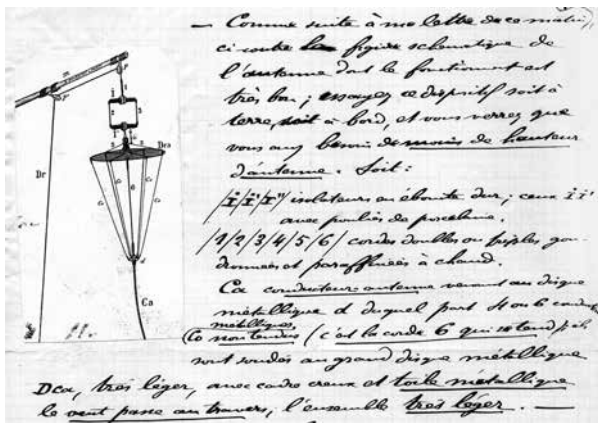 — Comme suite à ma lettre de ce matin,
ci-contre la figure schématique de
l'antenne dont le fonctionnement est
très bon ; essayez ce dispositif soit à
terre, soit à bord, et vous verrez que
vous aurez besoin de moins de hauteur
d'antenne. Soit :
/I/I'/I"/ isolateurs en ébonite dur ; ceux I I'
avec poulies de porcelaine.
/1/2/3/4/5/6/ cordes doubles ou triples gou-
dronnées et paraffinées à chaud.
Ca conducteur antenne venant au disque
métallique d duquel part 4 ou 6
métalliques
Co non tendus (c'est la corde 6 qui se tend)
sont soudés au grand disque métallique
Dca, très léger, avec cadre creux et toile métallique
le vent passe au travers, l'ensemble très léger. —
Dr
Dca
Ca